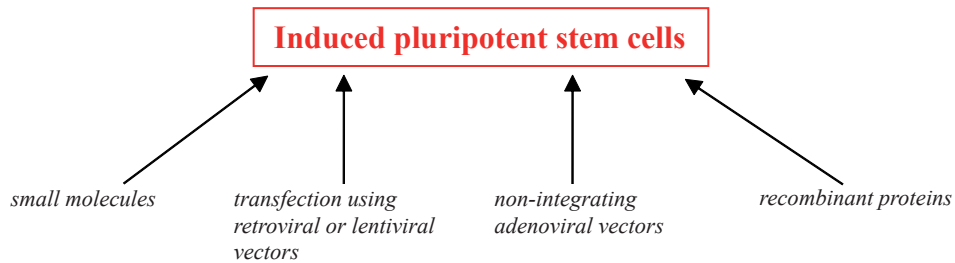 Induced pluripotent stem cells
small molecules
transfection using
retroviral or lentiviral
vectors
non-integrating
adenoviral vectors
recombinant proteins